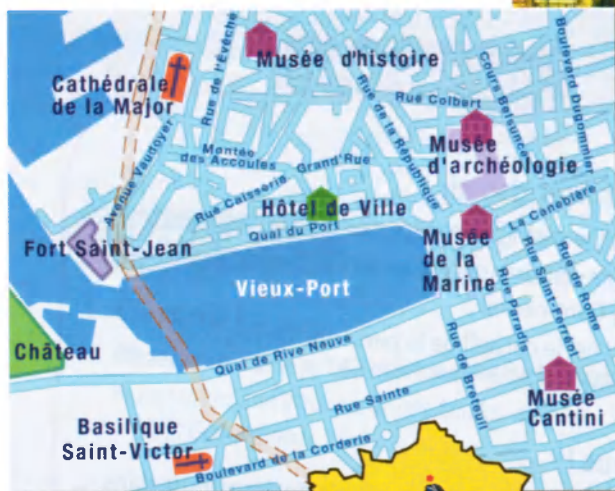 Musée d'histoire
Boulevard Dugommier
Cathédrale
de la Major
Rue de l'Évêché
Rue Colbert
Cours Belsunce
Rue de la République
Musée
d'archéologie
Avenue Vaudoyer
Montée
des Accoules
Grand'Rue
Rue Caisserie
Hôtel de Ville
La Canebière
Fort Saint-Jean
Quai du Port
Musée
de la
Marine
Rue Saint-Ferréol
Rue de Rome
Rue Paradis
Vieux-Port
Château
Quai de Rive Neuve
Rue de Breteuil
Rue Sainte
Musée
Cantini
Basilique
Saint-Victor
Boulevard de la Corderie